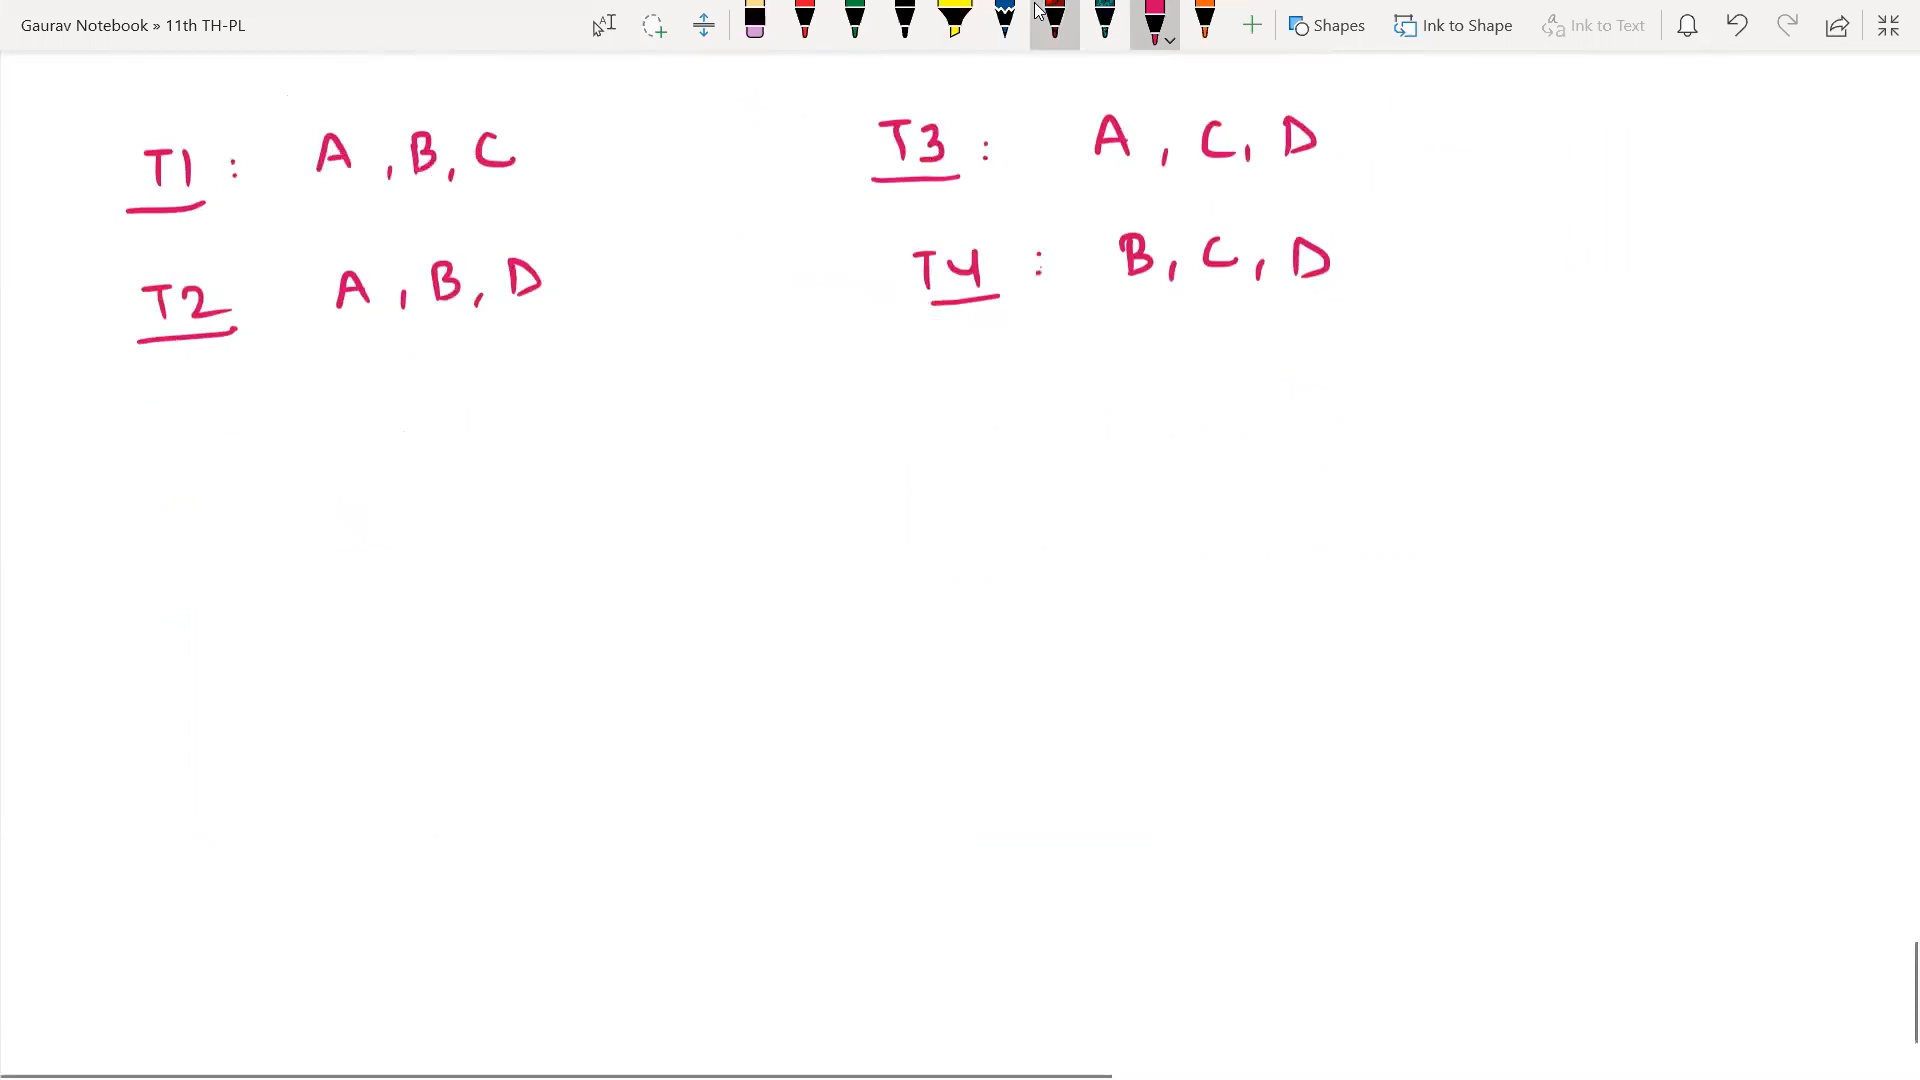 Gaurav Notebook » 11th TH-PL
Shapes
Ink to Shape
Ink to Text
T1 : A , B , C
T2 A , B , D
T3 : A , C , D
T4 : B , C , D